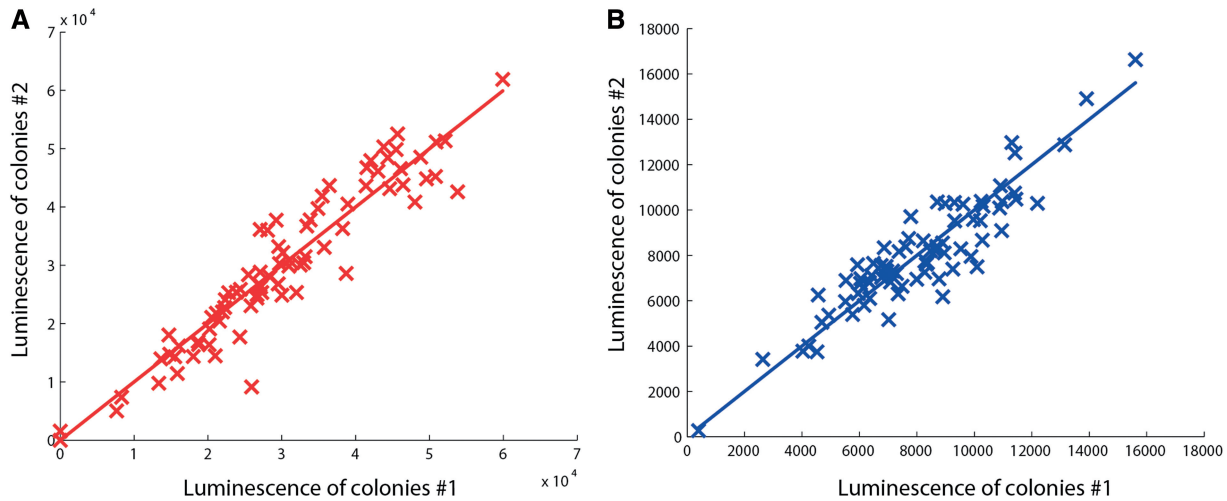 A
x 10 4
7
6
5
4
3
2
1
0
Luminescence of colonies #2
0 1 2 3 4 5 6 7
x 10 4
Luminescence of colonies #1
B
18000
16000
14000
12000
10000
8000
6000
4000
2000
0
Luminescence of colonies #2
0 2000 4000 6000 8000 10000 12000 14000 16000 18000
Luminescence of colonies #1